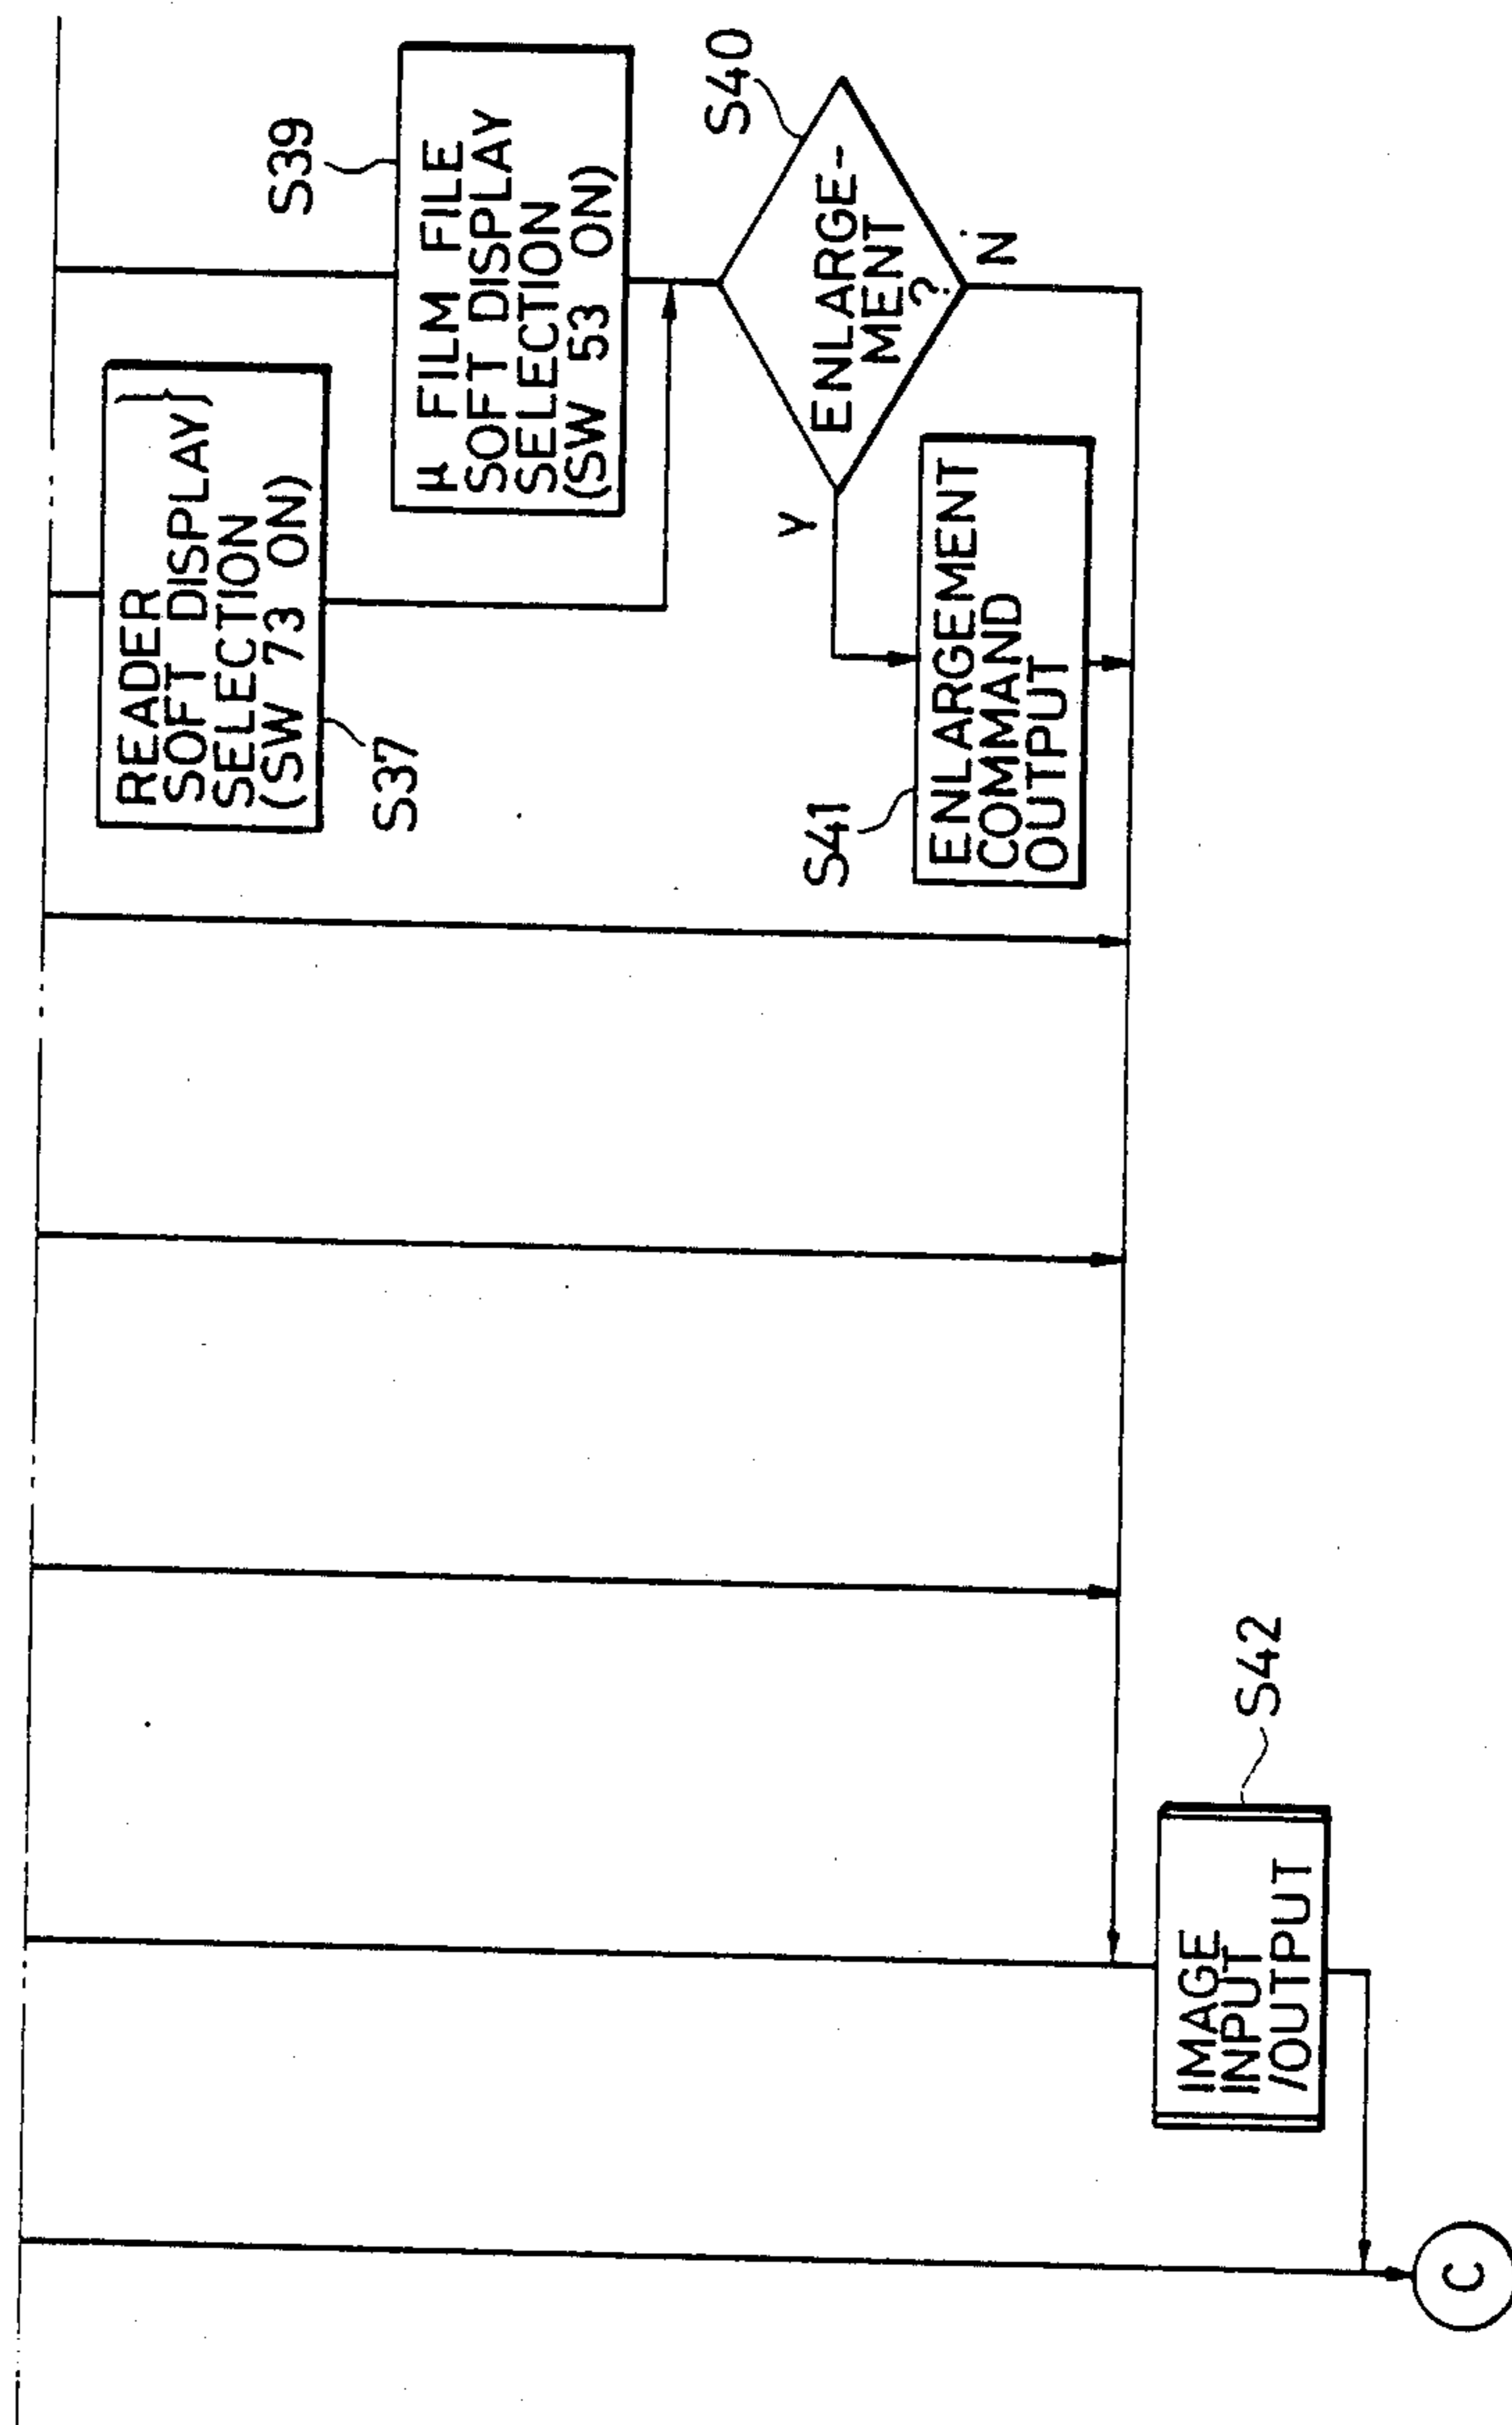 S37
READER
SOFT DISPLAY
SELECTION
(SW 73 ON)
S39
μ FILM FILE
SOFT DISPLAY
SELECTION
(SW 53 ON)
S40
ENLARGE-
MENT
?
Y
N
S41
ENLARGEMENT
COMMAND
OUTPUT
S42
IMAGE
INPUT
/OUTPUT
C